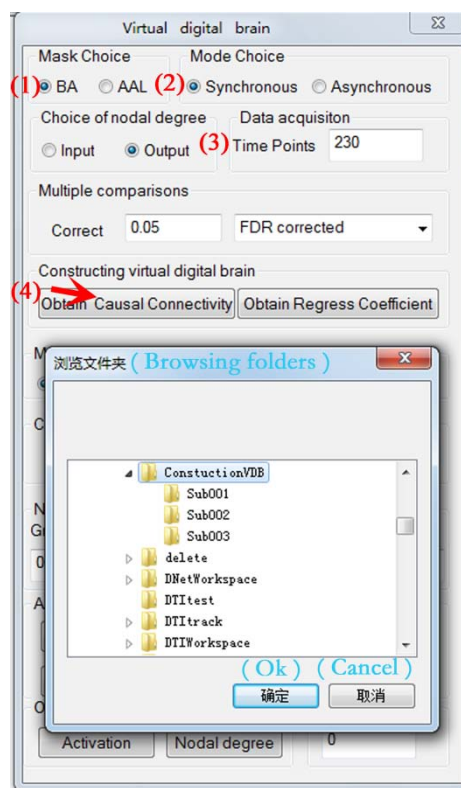 Virtual digital brain
Mask Choice Mode Choice
(1) BA AAL (2) Synchronous Asynchronous
Choice of nodal degree Data acquisiton
Input Output (3) Time Points 230
Multiple comparisons
Correct 0.05 FDR corrected
Constructing virtual digital brain
(4) Obtain Causal Connectivity Obtain Regress Coefficient
M
浏览文件夹 ( Browsing folders )
C
ConstuctionVDB
Sub001
Sub002
Sub003
N
G
delete
0
DNetWorkspace
DTItest
A
DTItrack
DTIWorkspace
( Ok ) ( Cancel )
确定 取消
O
Activation Nodal degree 0